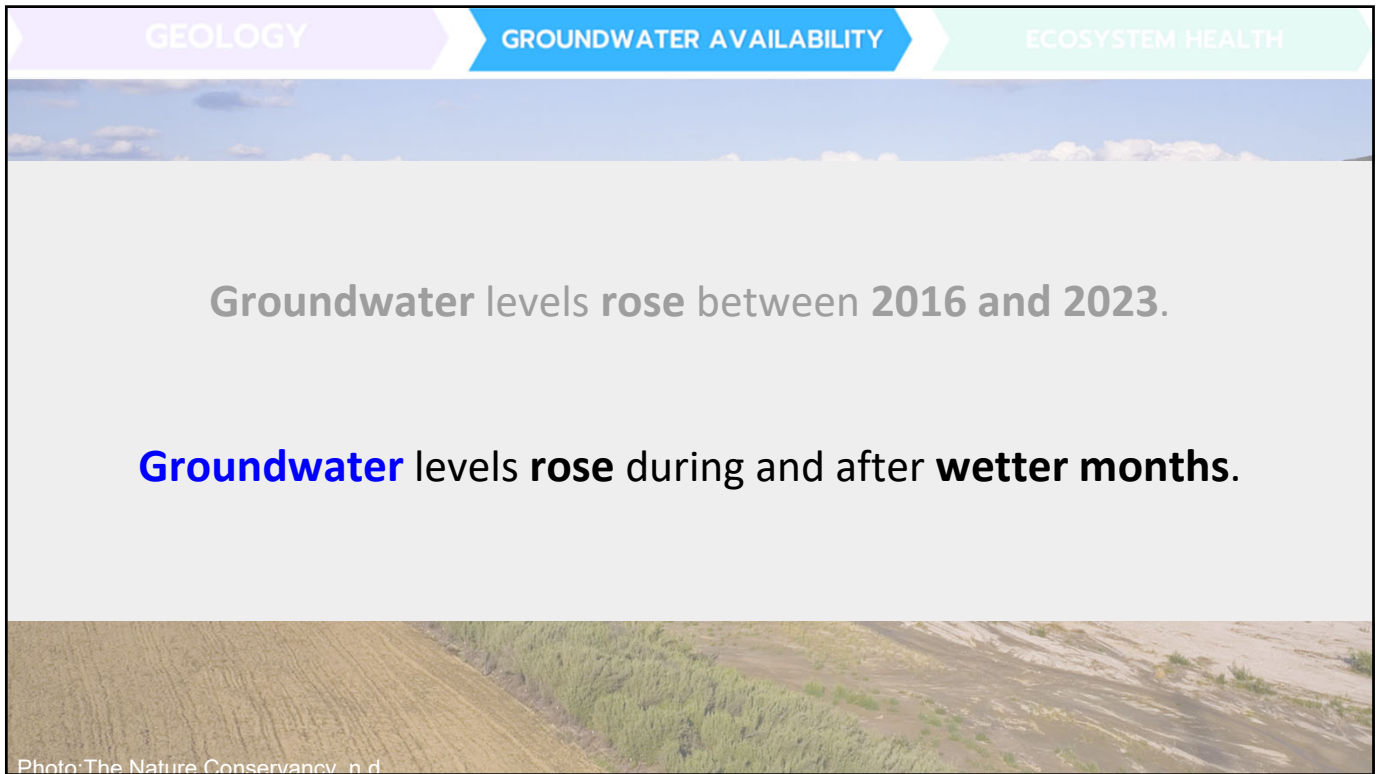 GEOLOGY
GROUNDWATER AVAILABILITY
ECOSYSTEM HEALTH
Groundwater levels rose between 2016 and 2023.
Groundwater levels rose during and after wetter months.
Photo:The Nature Conservancy, n.d.